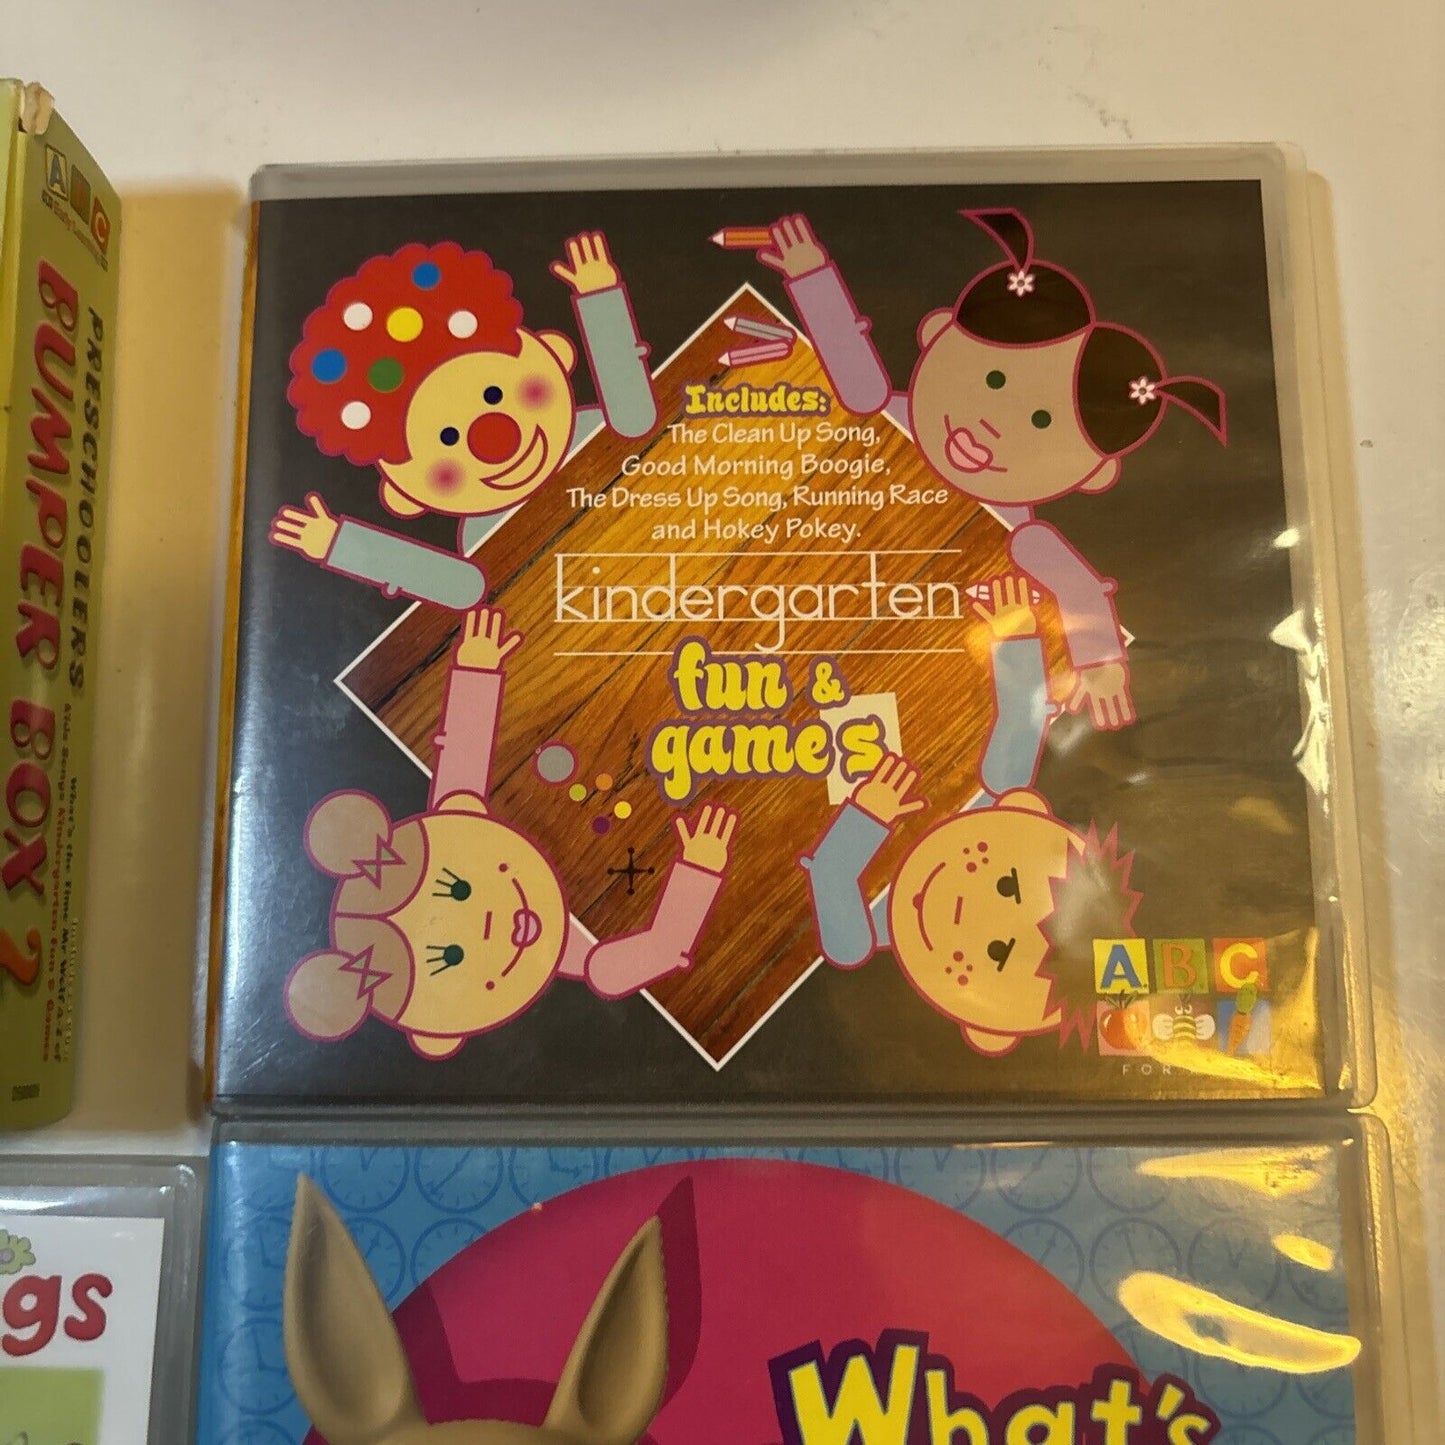 A B C
PRESCHOOLERS
BUMPER BOX 2
Includes:
The Clean Up Song,
Good Morning Boogie,
The Dress Up Song, Running Race
and Hokey Pokey.
kindergarten
fun &
games
A.B.C
FOR
gs
What's